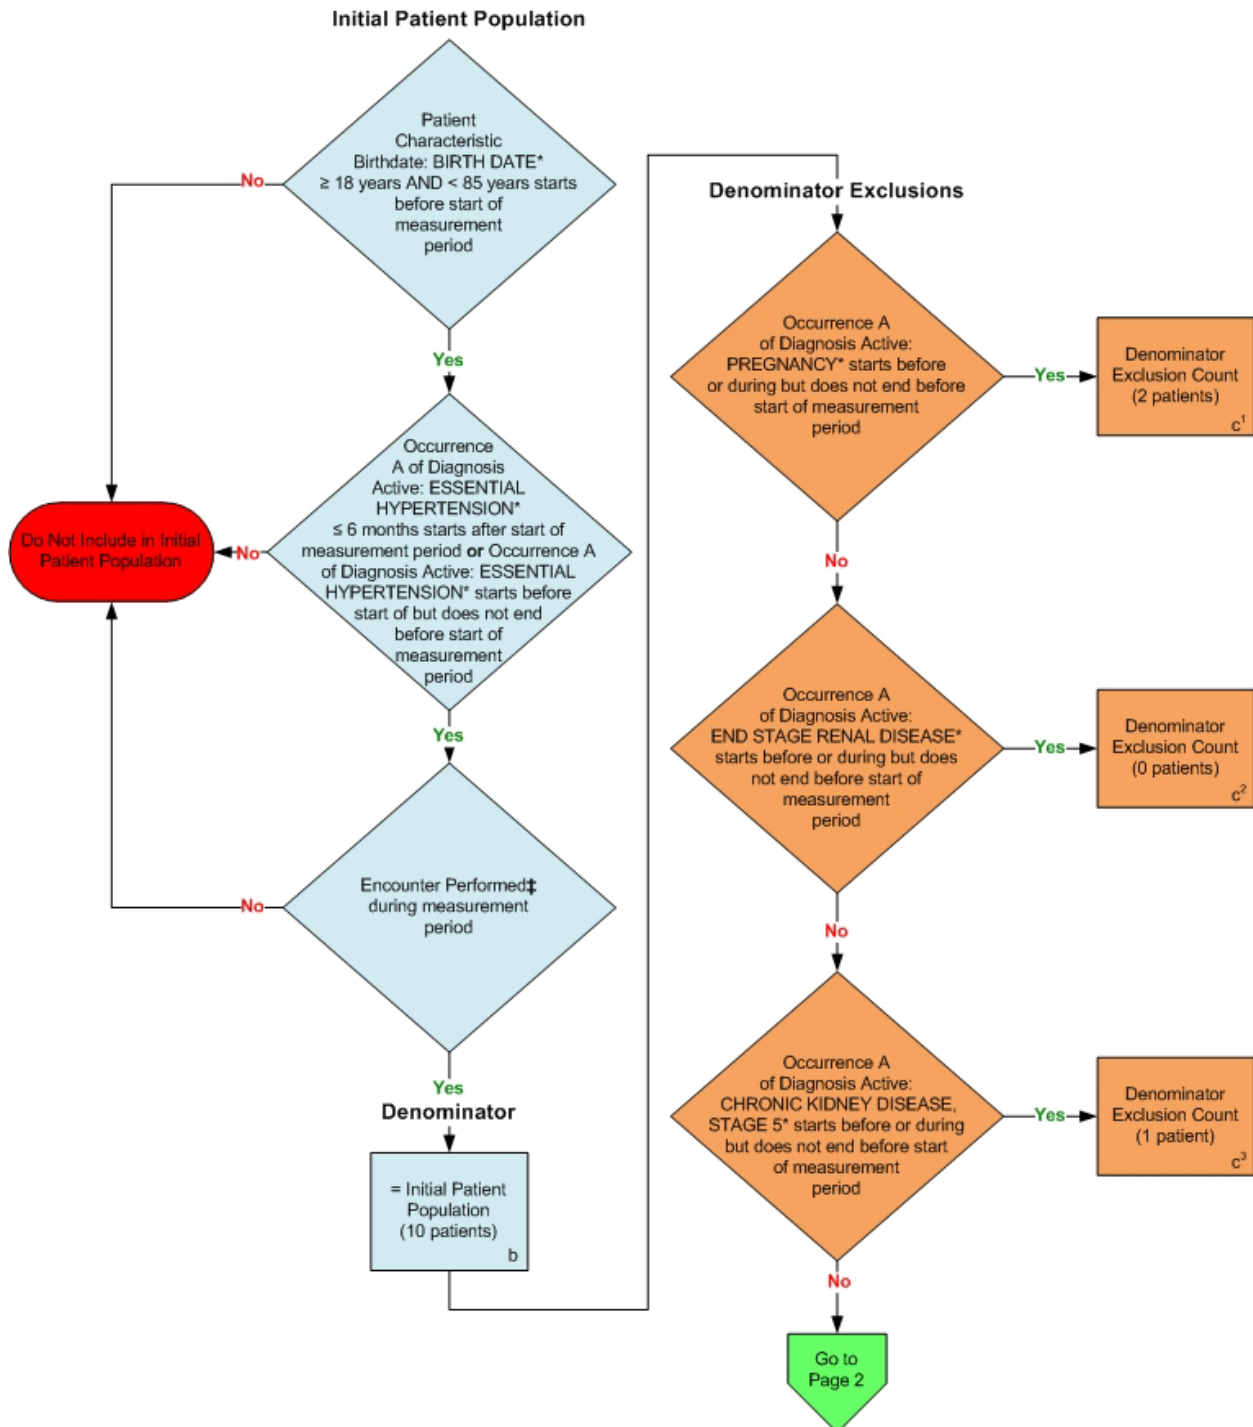 Initial Patient Population
Patient
Characteristic
Birthdate: BIRTH DATE*
≥ 18 years AND < 85 years starts
before start of
measurement
period
No
Yes
Occurrence
A of Diagnosis
Active: ESSENTIAL
HYPERTENSION*
≤ 6 months starts after start of
measurement period or Occurrence A
of Diagnosis Active: ESSENTIAL
HYPERTENSION* starts before
start of but does not end
before start of
measurement
period
No
Do Not Include in Initial
Patient Population
Yes
Encounter Performed‡
during measurement
period
No
Yes
Denominator
= Initial Patient
Population
(10 patients)
b
Denominator Exclusions
Occurrence A
of Diagnosis Active:
PREGNANCY* starts before
or during but does not end before
start of measurement
period
Yes
Denominator
Exclusion Count
(2 patients)
c¹
No
Occurrence A
of Diagnosis Active:
END STAGE RENAL DISEASE*
starts before or during but does
not end before start of
measurement
period
Yes
Denominator
Exclusion Count
(0 patients)
c²
No
Occurrence A
of Diagnosis Active:
CHRONIC KIDNEY DISEASE,
STAGE 5* starts before or during
but does not end before start
of measurement
period
Yes
Denominator
Exclusion Count
(1 patient)
c³
No
Go to
Page 2